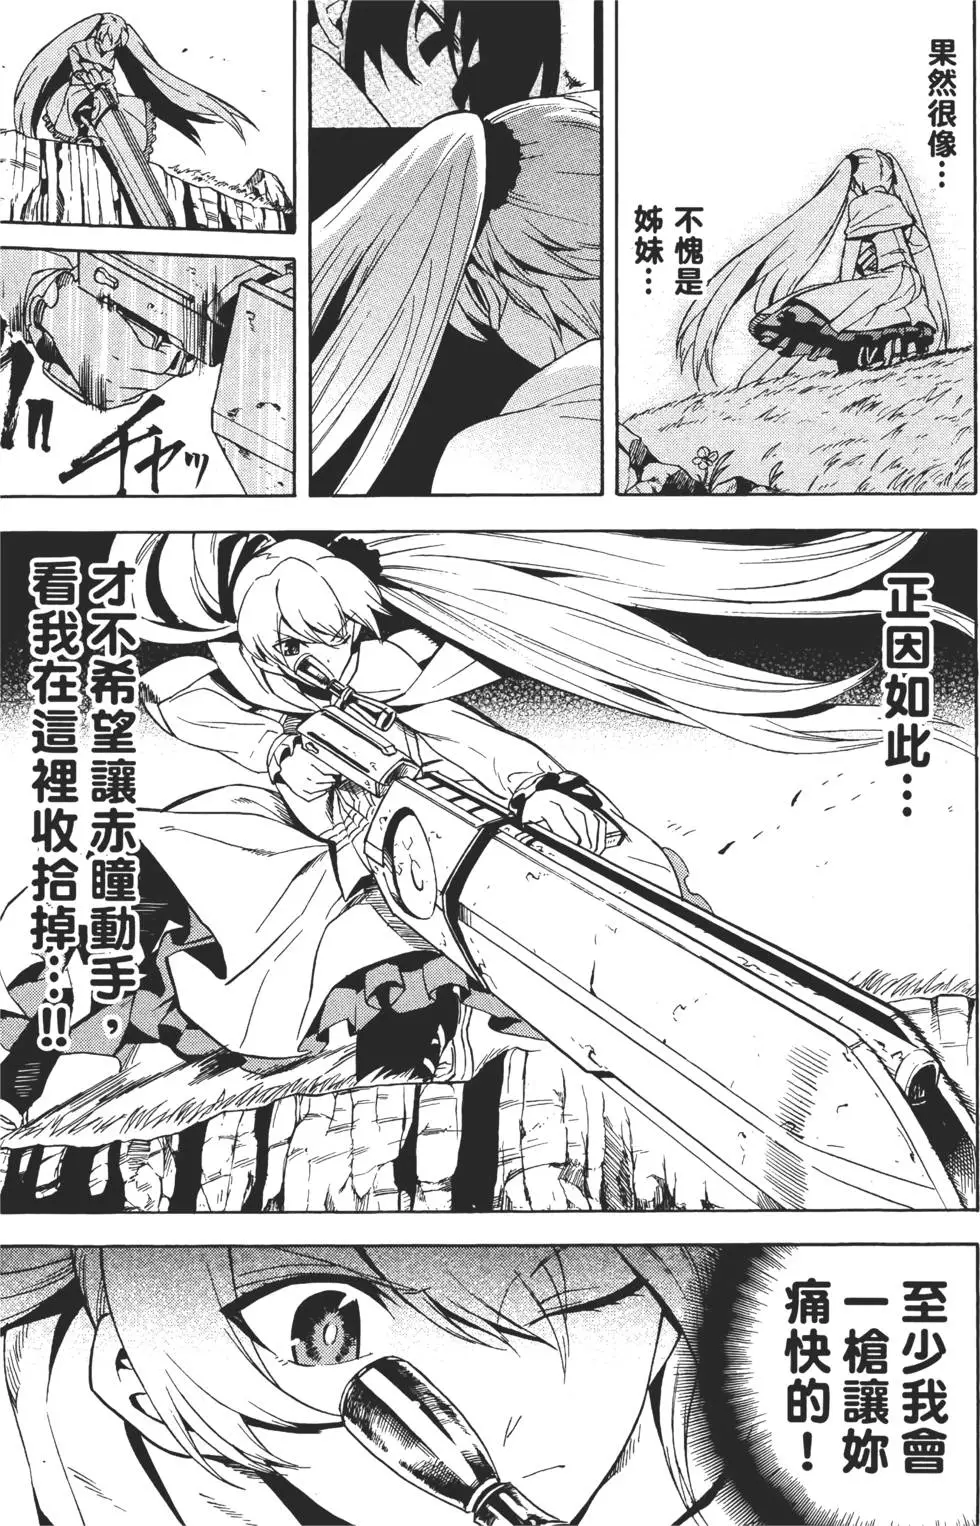 果然很像…
不愧是
姊妹…
チャッ
正因如此…
才不希望讓赤瞳動手，
看我在這裡收拾掉…!!
至少我會
一槍讓妳
痛快的！